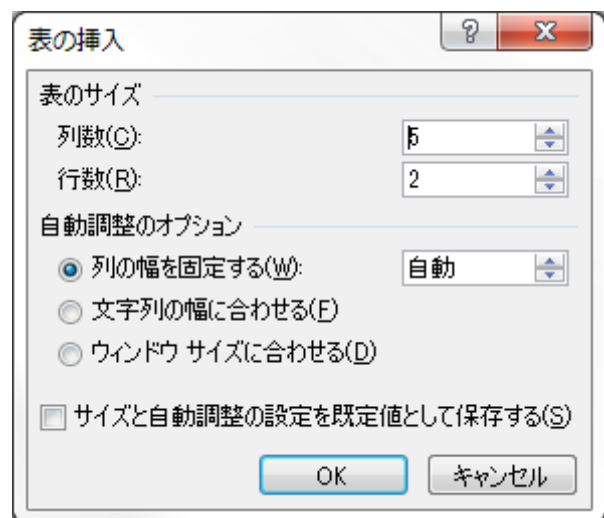 表の挿入
表のサイズ
列数(C): 5
行数(R): 2
自動調整のオプション
列の幅を固定する(W): 自動
文字列の幅に合わせる(F)
ウィンドウ サイズに合わせる(D)
サイズと自動調整の設定を既定値として保存する(S)
OK キャンセル